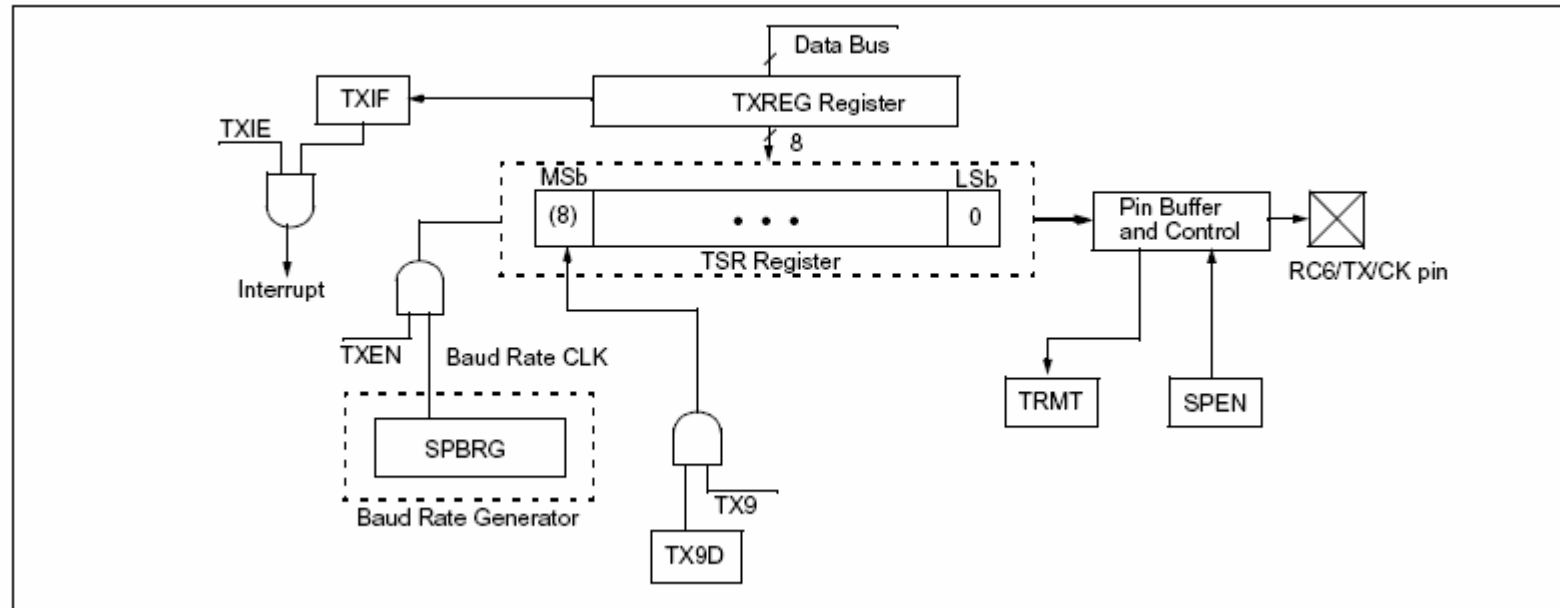 Data Bus
TXIF
TXREG Register
TXIE
8
MSb
LSb
(8)
• • •
0
Pin Buffer
and Control
TSR Register
RC6/TX/CK pin
Interrupt
TXEN
Baud Rate CLK
TRMT
SPEN
SPBRG
TX9
Baud Rate Generator
TX9D